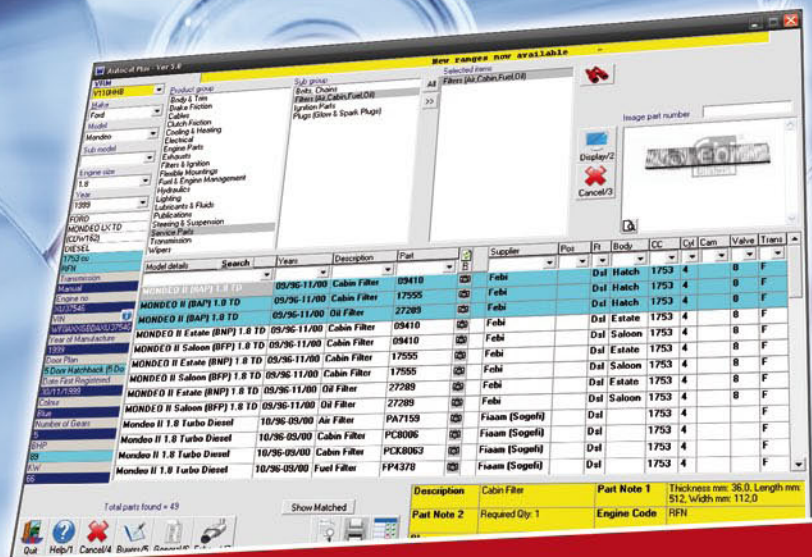 Autocat Plus - Ver 3.0
New ranges now available -
VRM
V110HHB
Make
Ford
Model
Mondeo
Sub model
Engine size
1.8
Year
1999
FORD
MONDEO LX TD
(CDW162)
DIESEL
1753 cc
RFN
Transmission
Manual
Engine no
XU37546
VIN
Year of Manufacture
1999
Door Plan
5 Door Hatchback (5 Do
Date First Registered
30/11/1999
Colour
Blue
Number of Gears
5
BHP
89
KW
66
Product group
Body & Trim
Brake Friction
Cables
Clutch Friction
Cooling & Heating
Electrical
Engine Parts
Exhausts
Filters & Ignition
Flexible Mountings
Fuel & Engine Management
Hydraulics
Lighting
Lubricants & Fluids
Publications
Steering & Suspension
Service Parts
Transmission
Wipers
Sub group
Belts, Chains
Filters (Air,Cabin,Fuel,Oil)
Ignition Parts
Plugs (Glow & Spark Plugs)
All
>>
Selected items
Filters (Air,Cabin,Fuel,Oil)
Display/2
Cancel/3
Image part number
Model details Search Years Description Part Supplier Pos Ft Body CC Cyl Cam Valve Trans
MONDEO II (BAP) 1.8 TD 09/96-11/00 Cabin Filter 09410 Febi Dsl Hatch 1753 4 8 F
MONDEO II (BAP) 1.8 TD 09/96-11/00 Cabin Filter 17555 Febi Dsl Hatch 1753 4 8 F
MONDEO II (BAP) 1.8 TD 09/96-11/00 Oil Filter 27289 Febi Dsl Hatch 1753 4 8 F
MONDEO II Estate (BNP) 1.8 TD 09/96-11/00 Cabin Filter 09410 Febi Dsl Estate 1753 4 8 F
MONDEO II Saloon (BFP) 1.8 TD 09/96-11/00 Cabin Filter 09410 Febi Dsl Saloon 1753 4 8 F
MONDEO II Estate (BNP) 1.8 TD 09/96-11/00 Cabin Filter 17555 Febi Dsl Estate 1753 4 8 F
MONDEO II Saloon (BFP) 1.8 TD 09/96-11/00 Cabin Filter 17555 Febi Dsl Saloon 1753 4 8 F
MONDEO II Estate (BNP) 1.8 TD 09/96-11/00 Oil Filter 27289 Febi Dsl Estate 1753 4 8 F
MONDEO II Saloon (BFP) 1.8 TD 09/96-11/00 Oil Filter 27289 Febi Dsl Saloon 1753 4 8 F
Mondeo II 1.8 Turbo Diesel 10/96-09/00 Air Filter PA7159 Fiaam (Sogefi) Dsl 1753 4 F
Mondeo II 1.8 Turbo Diesel 10/96-09/00 Cabin Filter PC8006 Fiaam (Sogefi) Dsl 1753 4 F
Mondeo II 1.8 Turbo Diesel 10/96-09/00 Cabin Filter PCK8063 Fiaam (Sogefi) Dsl 1753 4 F
Mondeo II 1.8 Turbo Diesel 10/96-09/00 Fuel Filter FP4378 Fiaam (Sogefi) Dsl 1753 4 F
Total parts found = 49
Show Matched
Description Cabin Filter Part Note 1 Thickness mm: 36,0, Length mm: 512, Width mm: 112,0
Part Note 2 Required Qty: 1 Engine Code RFN
Quit Help/1 Cancel/4 Buyers/5